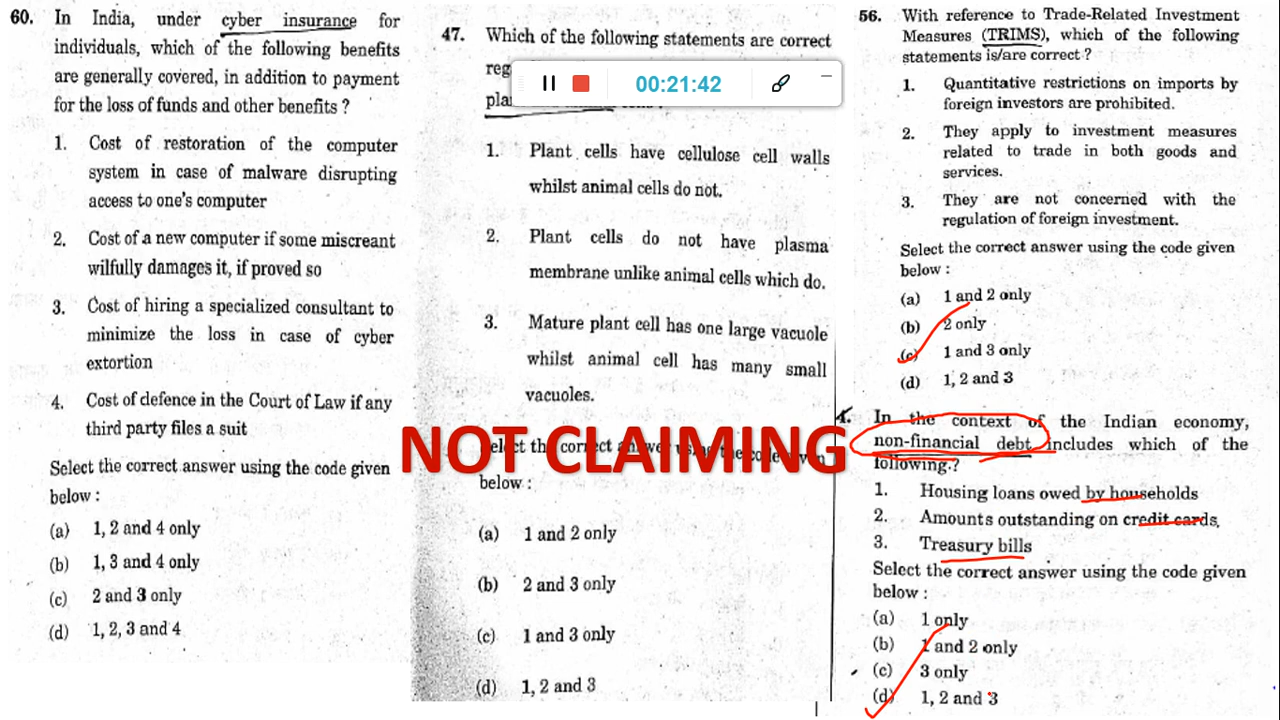 60. In India, under cyber insurance for
individuals, which of the following benefits
are generally covered, in addition to payment
for the loss of funds and other benefits ?
1. Cost of restoration of the computer
system in case of malware disrupting
access to one's computer
2. Cost of a new computer if some miscreant
wilfully damages it, if proved so
3. Cost of hiring a specialized consultant to
minimize the loss in case of cyber
extortion
4. Cost of defence in the Court of Law if any
third party files a suit
Select the correct answer using the code given
below :
(a) 1, 2 and 4 only
(b) 1, 3 and 4 only
(c) 2 and 3 only
(d) 1, 2, 3 and 4
47. Which of the following statements are correct
00:21:42
1. Plant cells have cellulose cell walls
whilst animal cells do not.
2. Plant cells do not have plasma
membrane unlike animal cells which do.
3. Mature plant cell has one large vacuole
whilst animal cell has many small
vacuoles.
NOT CLAIMING
the correct
below :
(a) 1 and 2 only
(b) 2 and 3 only
(c) 1 and 3 only
(d) 1, 2 and 3
56. With reference to Trade-Related Investment
Measures (TRIMS), which of the following
statements is/are correct ?
1. Quantitative restrictions on imports by
foreign investors are prohibited.
2. They apply to investment measures
related to trade in both goods and
services.
3. They are not concerned with the
regulation of foreign investment.
Select the correct answer using the code given
below :
(a) 1 and 2 only
(b) 2 only
(c) 1 and 3 only
(d) 1, 2 and 3
4. In the context of the Indian economy,
non-financial debt includes which of the
following ?
1. Housing loans owed by households
2. Amounts outstanding on credit cards
3. Treasury bills
Select the correct answer using the code given
below :
(a) 1 only
(b) 1 and 2 only
(c) 3 only
(d) 1, 2 and 3